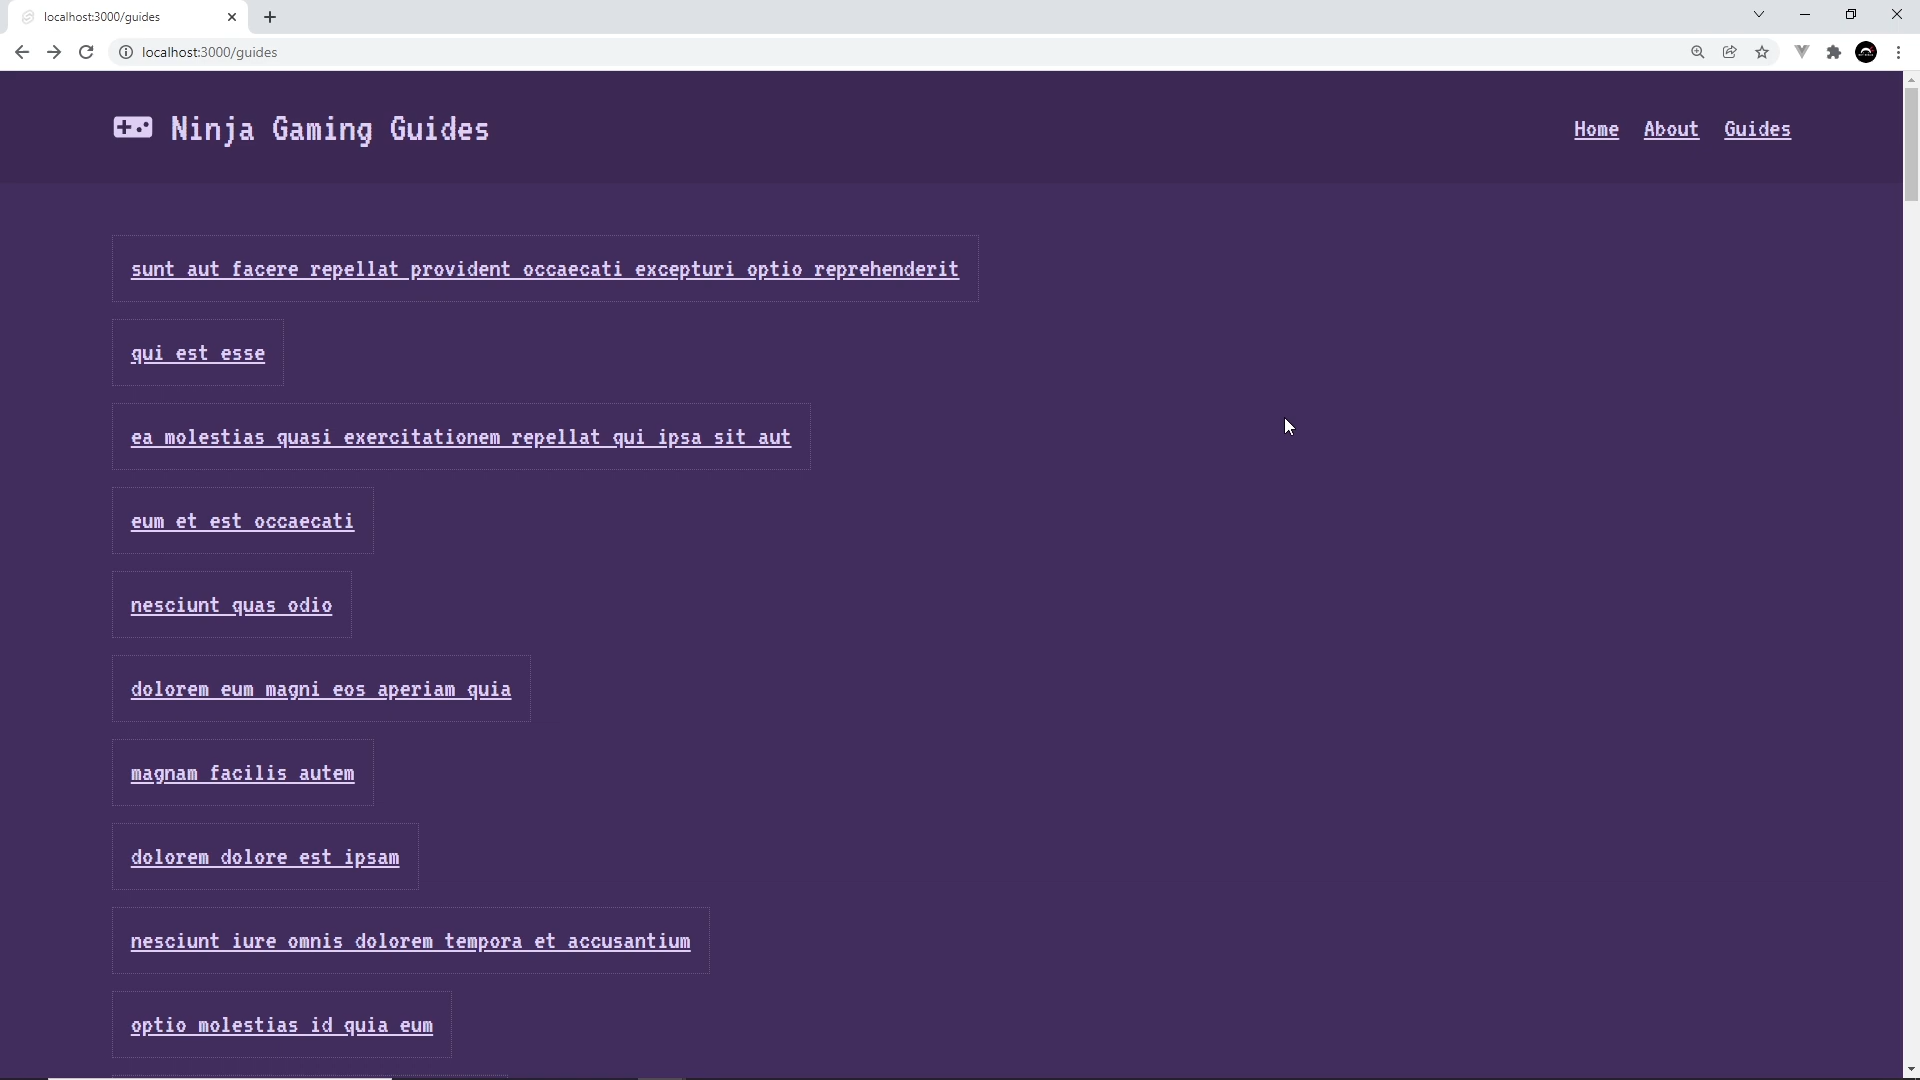 localhost:3000/guides
localhost:3000/guides
Ninja Gaming Guides
Home About Guides
sunt aut facere repellat provident occaecati excepturi optio reprehenderit
qui est esse
ea molestias quasi exercitationem repellat qui ipsa sit aut
eum et est occaecati
nesciunt quas odio
dolorem eum magni eos aperiam quia
magnam facilis autem
dolorem dolore est ipsam
nesciunt iure omnis dolorem tempora et accusantium
optio molestias id quia eum